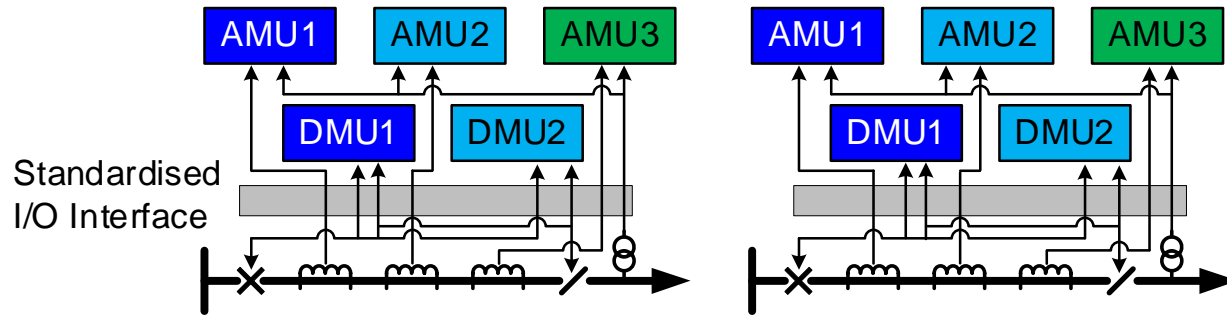 AMU1 AMU2 AMU3 AMU1 AMU2 AMU3
DMU1 DMU2 DMU1 DMU2
Standardised
I/O Interface